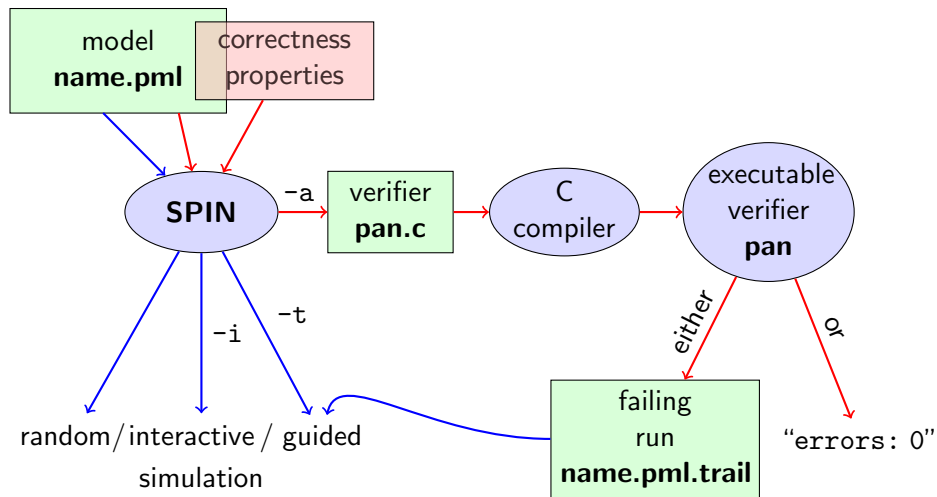 model
name.pml
correctness
properties
SPIN
-a
verifier
pan.c
C
compiler
executable
verifier
pan
-i
-t
either
or
random/interactive / guided
simulation
failing
run
name.pml.trail
“errors: 0”